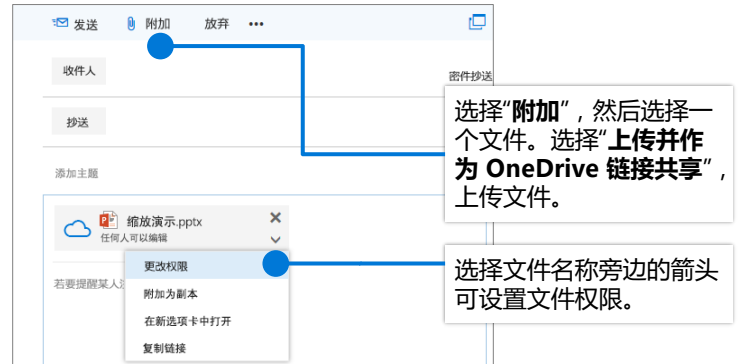 发送 附加 放弃 •••
收件人
密件抄送
抄送
选择“附加”，然后选择一
个文件。选择“上传并作
为 OneDrive 链接共享”，
上传文件。
添加主题
缩放演示.pptx
任何人可以编辑
更改权限
若要提醒某人
附加为副本
在新选项卡中打开
复制链接
选择文件名称旁边的箭头
可设置文件权限。